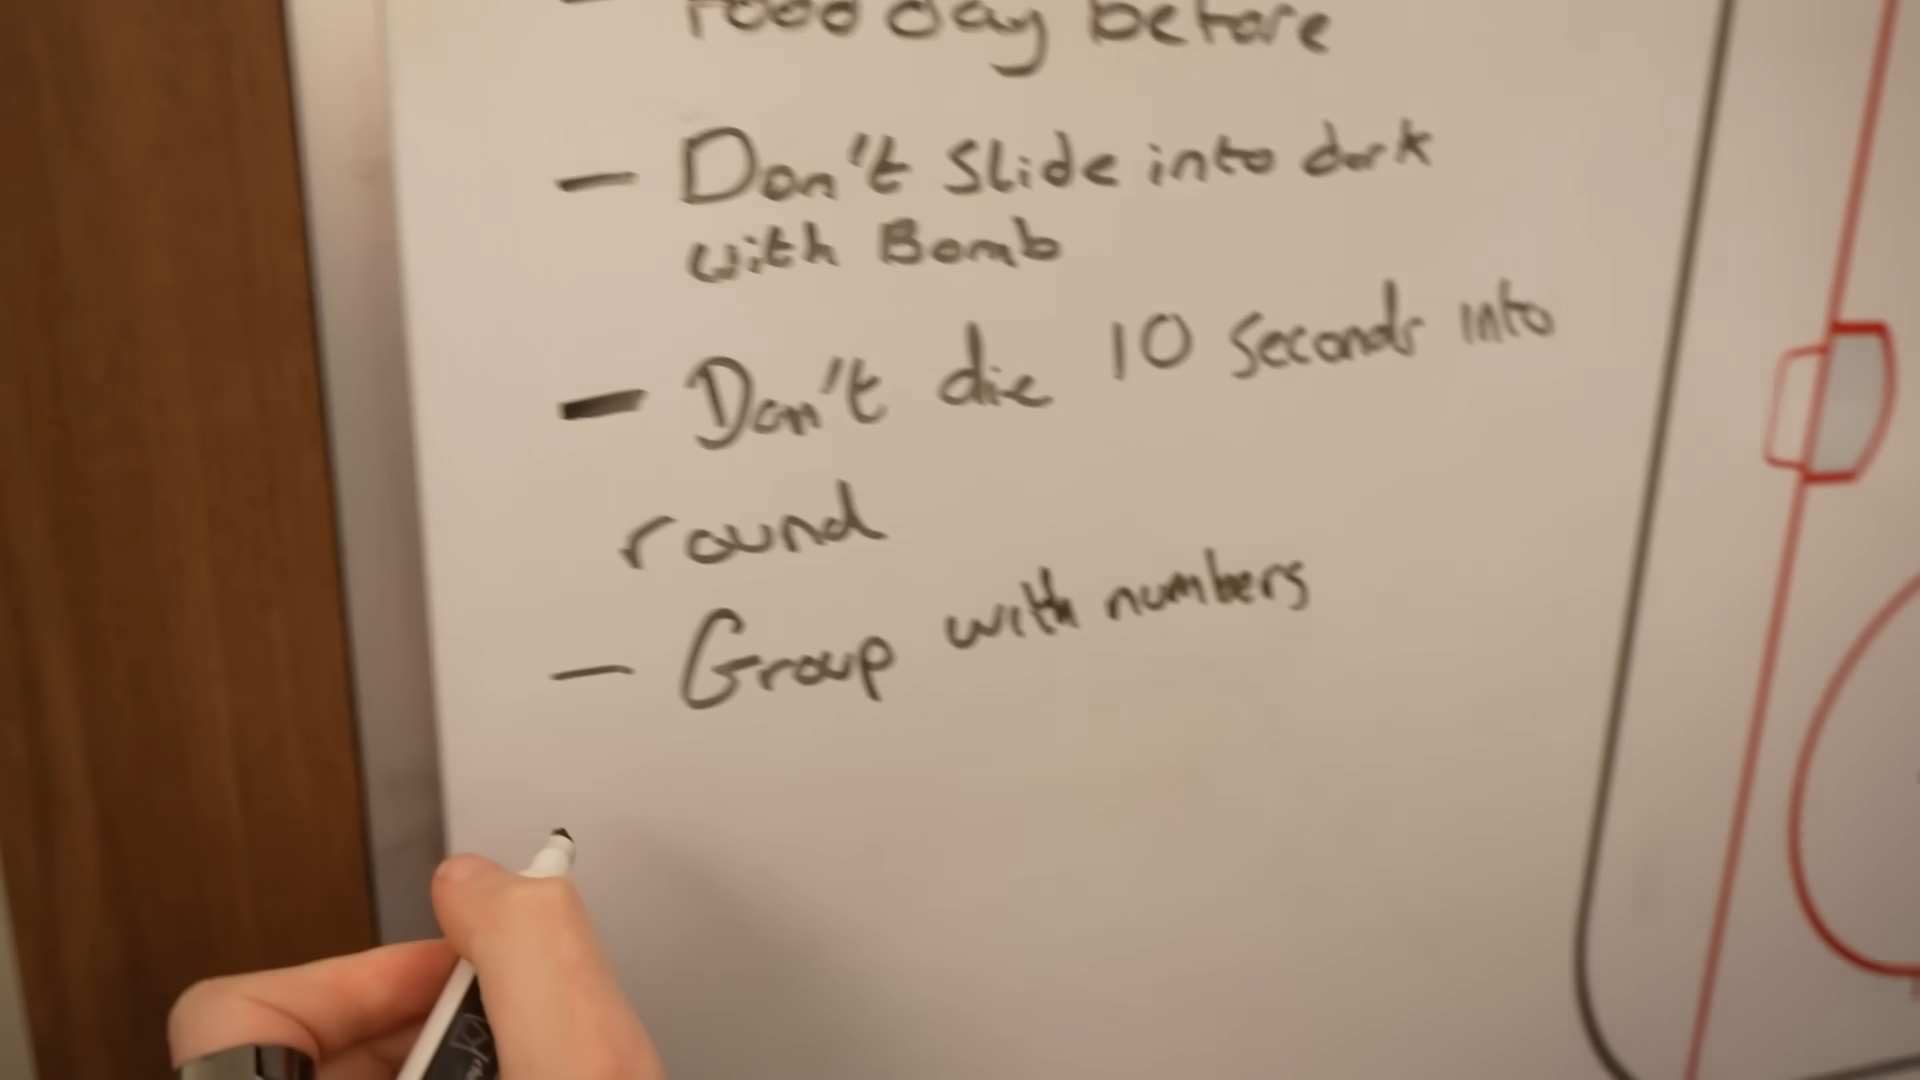 food day before
- Don't Slide into dark
with Bomb
- Don't die 10 seconds into
round
- Group with numbers